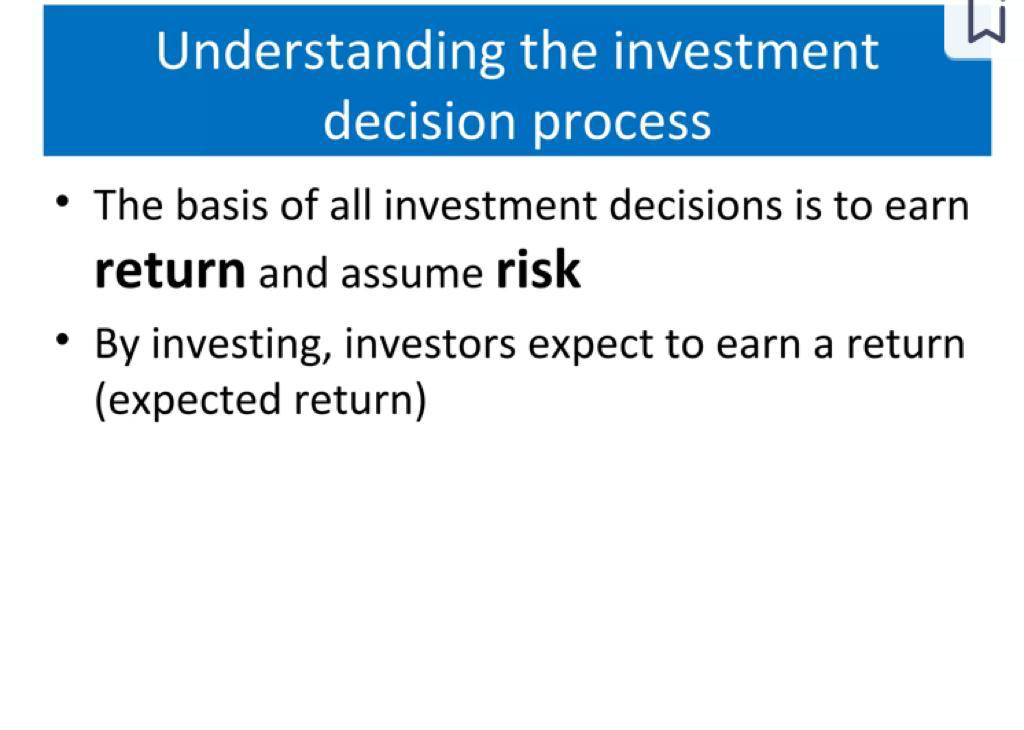 Understanding the investment
decision process
• The basis of all investment decisions is to earn
return and assume risk
• By investing, investors expect to earn a return
(expected return)